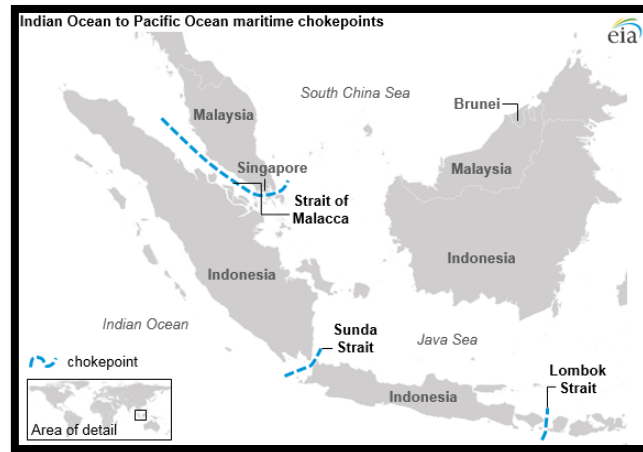 Indian Ocean to Pacific Ocean maritime chokepoints
eia
South China Sea
Malaysia
Brunei
Singapore
Malaysia
Strait of
Malacca
Indonesia
Indonesia
Indian Ocean
Sunda
Strait
Java Sea
chokepoint
Lombok
Strait
Indonesia
Area of detail